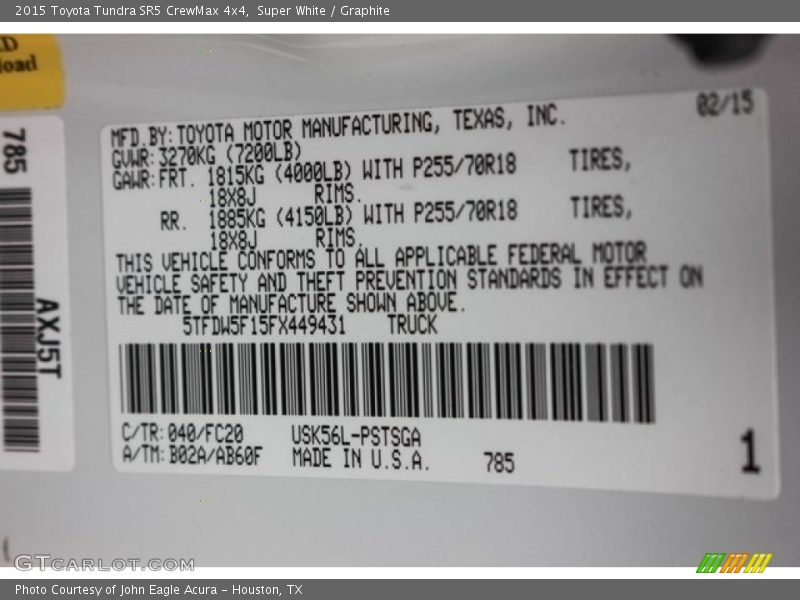 2015 Toyota Tundra SR5 CrewMax 4x4, Super White / Graphite
D
oad
785
AXJ5T
02/15
MFD.BY:TOYOTA MOTOR MANUFACTURING, TEXAS, INC.
GVWR:3270KG (7200LB)
GAWR:FRT. 1815KG (4000LB) WITH P255/70R18 TIRES,
18X8J RIMS.
RR. 1885KG (4150LB) WITH P255/70R18 TIRES,
18X8J RIMS.
THIS VEHICLE CONFORMS TO ALL APPLICABLE FEDERAL MOTOR
VEHICLE SAFETY AND THEFT PREVENTION STANDARDS IN EFFECT ON
THE DATE OF MANUFACTURE SHOWN ABOVE.
5TFDW5F15FX449431 TRUCK
C/TR:040/FC20 USK56L-PSTSGA
A/TM:B02A/AB60F MADE IN U.S.A. 785
1
GTCARLOT.COM
Photo Courtesy of John Eagle Acura - Houston, TX